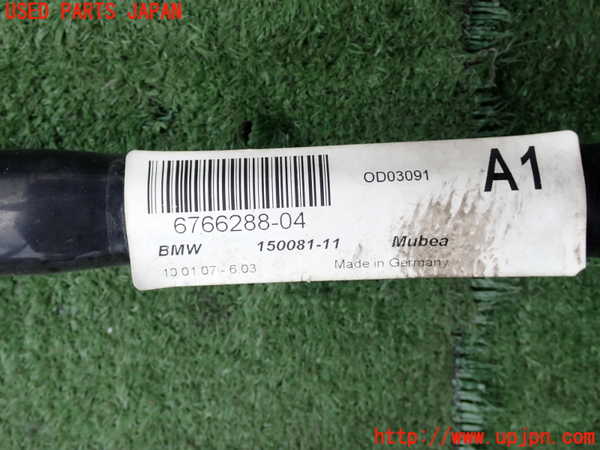 USED PARTS JAPAN
OD03091
A1
6766288-04
BMW 150081-11 Mubea
10.01.07 - 6.03 Made in Germany
http://www.upjpn.com/